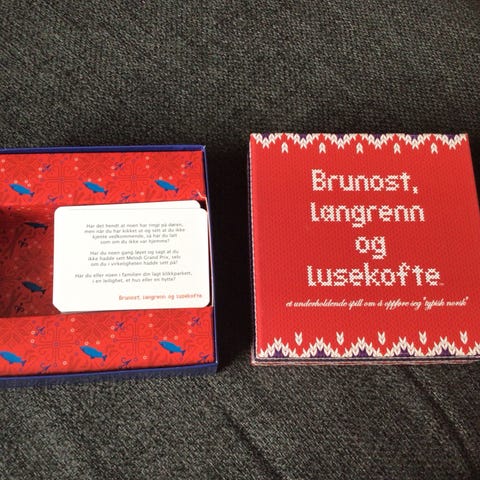 Har det hendt at noen har ringt på døren,
men når du har kikket ut og sett at du ikke
kjente vedkommende, så har du latt
som om du ikke var hjemme?
Har du noen gang løyet og sagt at du
ikke hadde sett Melodi Grand Prix, selv
om du i virkeligheten hadde sett på?
Har du eller noen i familien din lagt klikkparkett,
i en leilighet, et hus eller en hytte?
Brunost, langrenn og lusekofte
Brunost,
langrenn
og
lusekofte
et underholdende spill om å oppføre seg "typisk norsk"